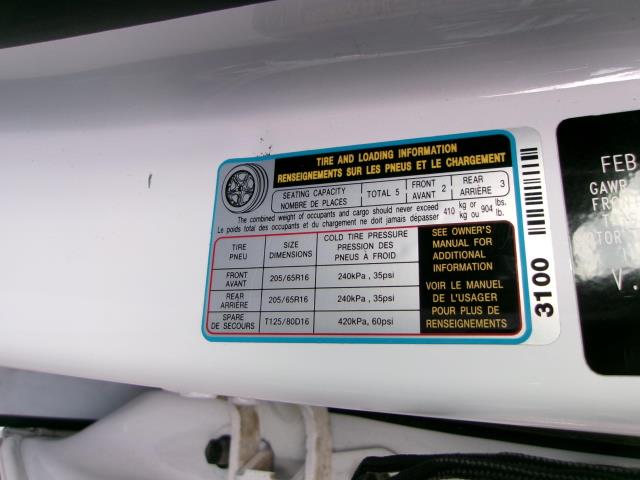 TIRE AND LOADING INFORMATION
RENSEIGNEMENTS SUR LES PNEUS ET LE CHARGEMENT
SEATING CAPACITY
NOMBRE DE PLACES
TOTAL 5
FRONT
AVANT
2
REAR
ARRIÈRE
3
The combined weight of occupants and cargo should never exceed 410 kg or 904 lbs.
Le poids total des occupants et du chargement ne doit jamais dépasser kg ou lb.
TIRE
PNEU
SIZE
DIMENSIONS
COLD TIRE PRESSURE
PRESSION DES
PNEUS À FROID
FRONT
AVANT
205/65R16
240kPa , 35psi
REAR
ARRIÈRE
205/65R16
240kPa , 35psi
SPARE
DE SECOURS
T125/80D16
420kPa, 60psi
SEE OWNER'S
MANUAL FOR
ADDITIONAL
INFORMATION
VOIR LE MANUEL
DE L'USAGER
POUR PLUS DE
RENSEIGNEMENTS
3100
FEB
GAWR
FRON
V.